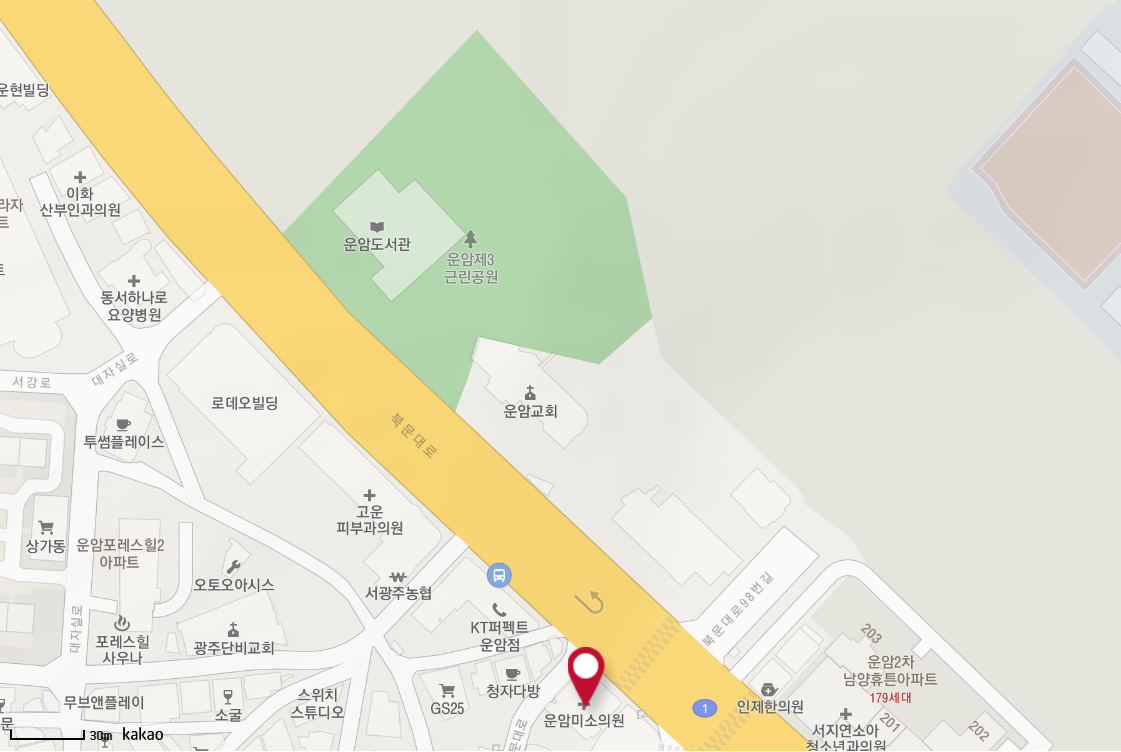 운현빌딩
이화
산부인과의원
라자
트
운암도서관
운암제3
근린공원
동서하나로
요양병원
서강로
대자실로
로데오빌딩
운암교회
북문대로
투썸플레이스
고운
피부과의원
상가동
운암포레스힐2
아파트
오토오아시스
서광주농협
KT퍼펙트
운암점
북문대로98번길
대자실로
포레스힐
사우나
광주단비교회
203
운암2차
남양휴튼아파트
179세대
무브앤플레이
소굴
스위치
스튜디오
GS25
청자다방
운암미소의원
1
인제한의원
서지연소아
청소년과의원
201
202
문대로
문
30m
kakao